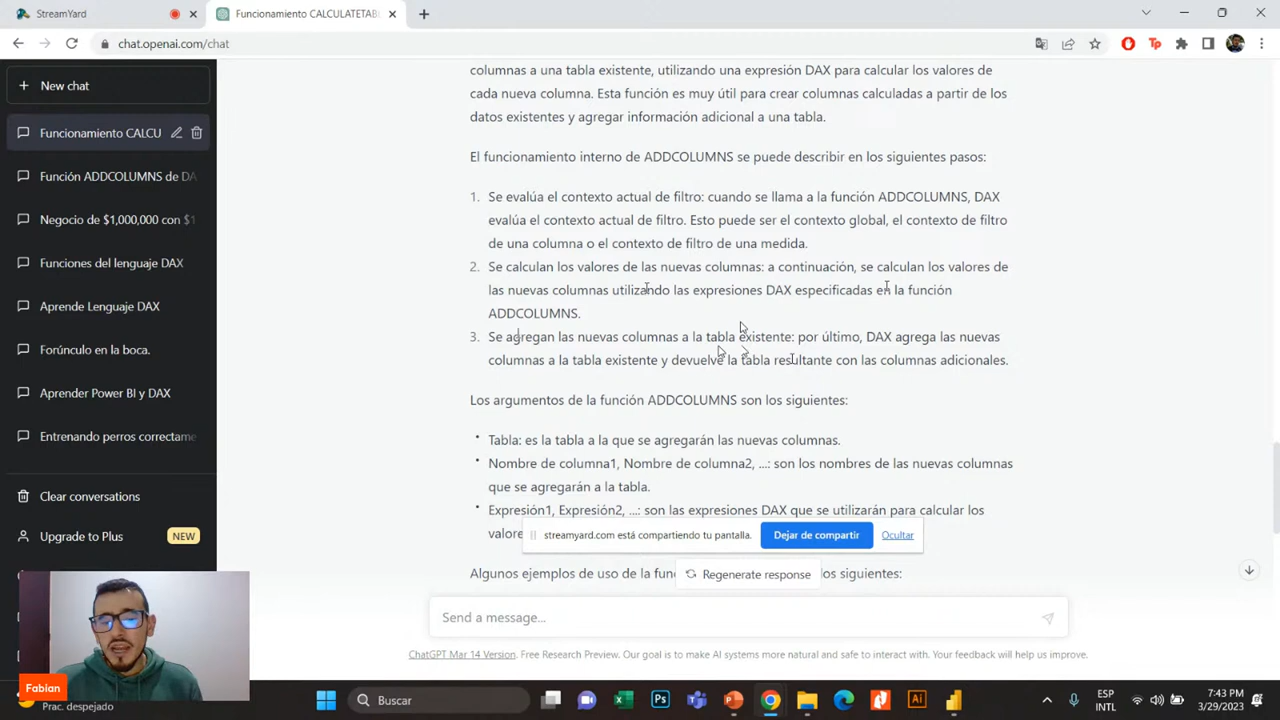 StreamYard
Funcionamiento CALCULATETAB
chat.openai.com/chat
New chat
Funcionamiento CALCU
Función ADDCOLUMNS de DA
Negocio de $1,000,000 con $1
Funciones del lenguaje DAX
Aprende Lenguaje DAX
Forúnculo en la boca.
Aprender Power BI y DAX
Entrenando perros correctame
Clear conversations
Upgrade to Plus NEW
columnas a una tabla existente, utilizando una expresión DAX para calcular los valores de
cada nueva columna. Esta función es muy útil para crear columnas calculadas a partir de los
datos existentes y agregar información adicional a una tabla.
El funcionamiento interno de ADDCOLUMNS se puede describir en los siguientes pasos:
1. Se evalúa el contexto actual de filtro: cuando se llama a la función ADDCOLUMNS, DAX
evalúa el contexto actual de filtro. Esto puede ser el contexto global, el contexto de filtro
de una columna o el contexto de filtro de una medida.
2. Se calculan los valores de las nuevas columnas: a continuación, se calculan los valores de
las nuevas columnas utilizando las expresiones DAX especificadas en la función
ADDCOLUMNS.
3. Se agregan las nuevas columnas a la tabla existente: por último, DAX agrega las nuevas
columnas a la tabla existente y devuelve la tabla resultante con las columnas adicionales.
Los argumentos de la función ADDCOLUMNS son los siguientes:
• Tabla: es la tabla a la que se agregarán las nuevas columnas.
• Nombre de columna1, Nombre de columna2, ...: son los nombres de las nuevas columnas
que se agregarán a la tabla.
• Expresión1, Expresión2, ...: son las expresiones DAX que se utilizarán para calcular los
valore
streamyard.com está compartiendo tu pantalla. Dejar de compartir Ocultar
Algunos ejemplos de uso de la fun los siguientes:
Regenerate response
Send a message...
ChatGPT Mar 14 Version. Free Research Preview. Our goal is to make AI systems more natural and safe to interact with. Your feedback will help us improve.
Fabian
Prac. despejado
Buscar
ESP
INTL
7:43 PM
3/29/2023